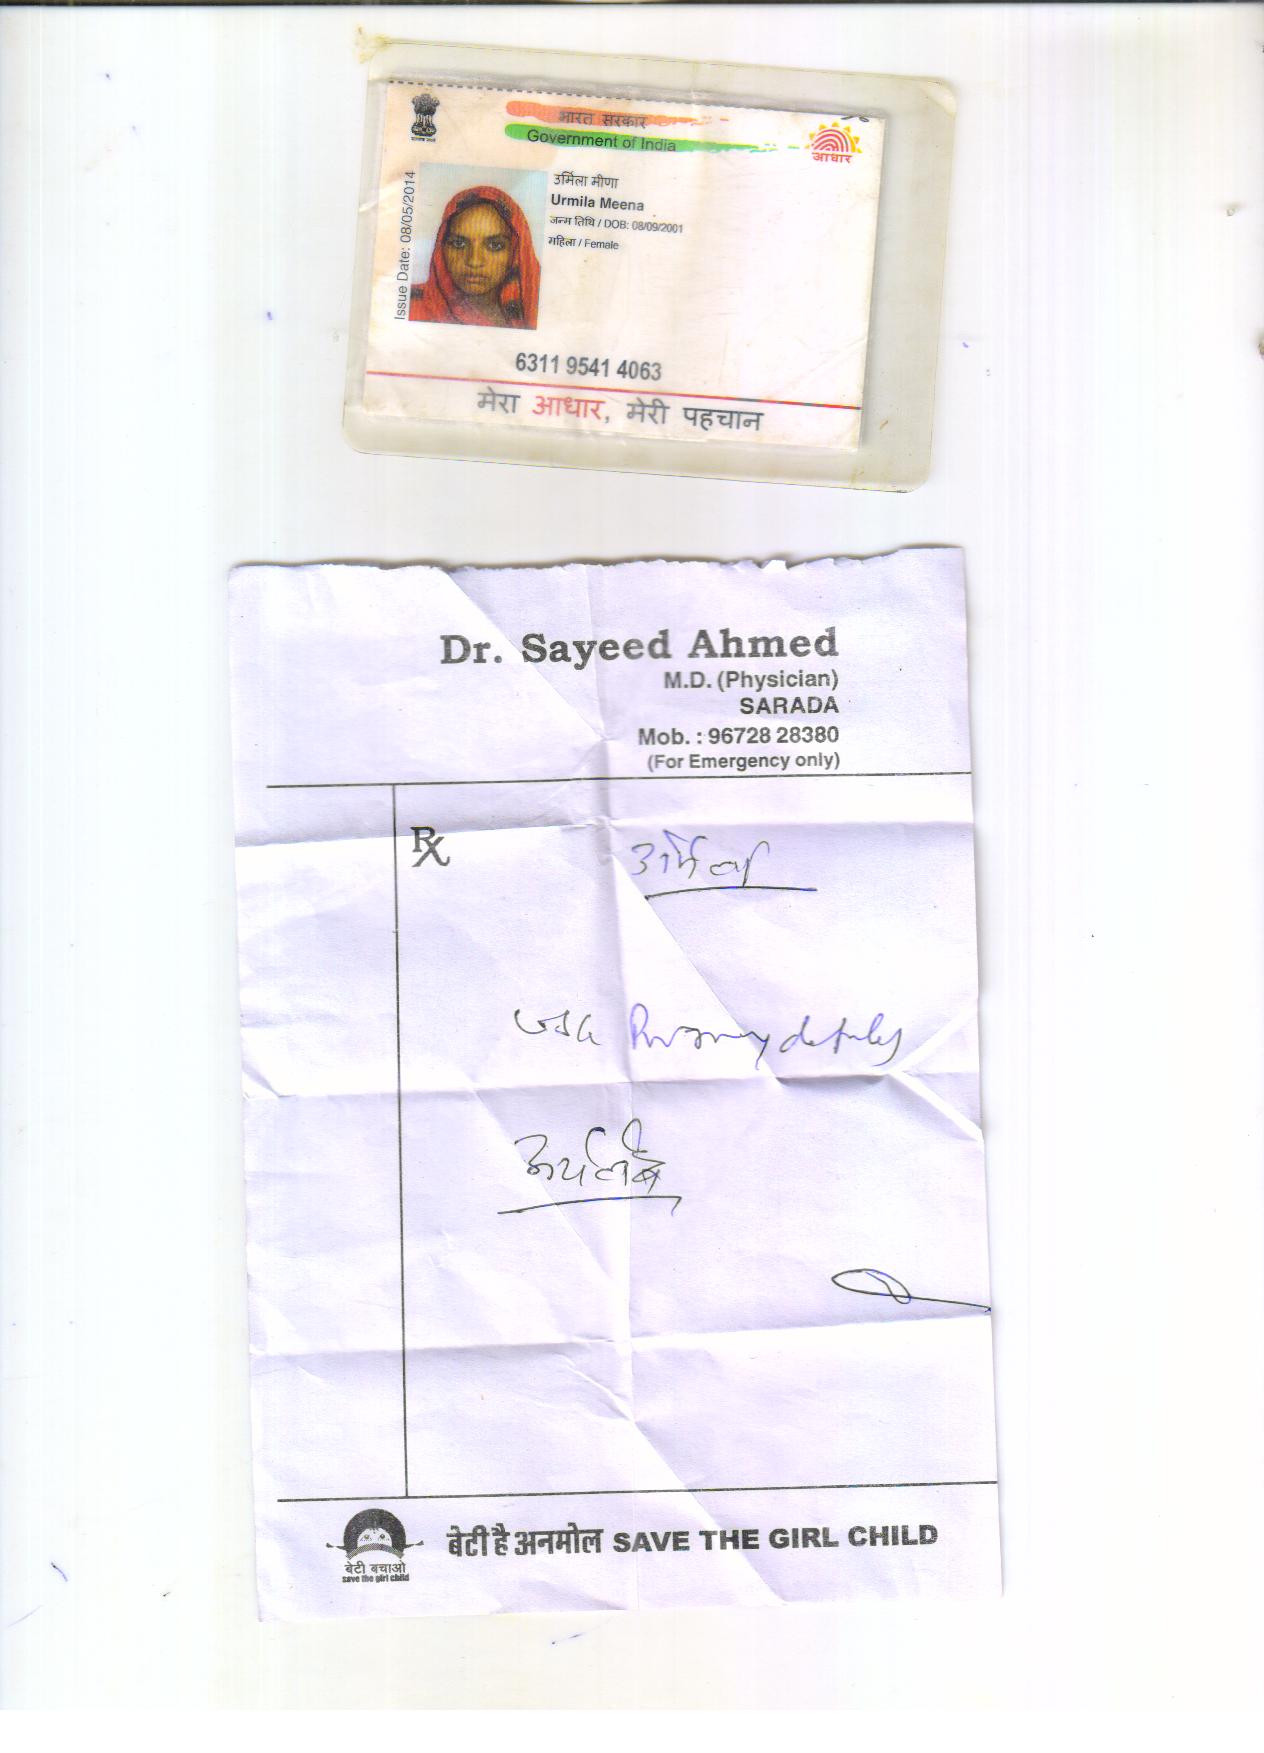 भारत सरकार
Government of India
आधार
Issue Date: 08/05/2014
उर्मिला मीणा
Urmila Meena
जन्म तिथि / DOB: 08/09/2001
महिला / Female
6311 9541 4063
मेरा आधार, मेरी पहचान
Dr. Sayeed Ahmed
M.D. (Physician)
SARADA
Mob. : 96728 28380
(For Emergency only)
Rx
बेटी है अनमोल SAVE THE GIRL CHILD
बेटी बचाओ
save the girl child